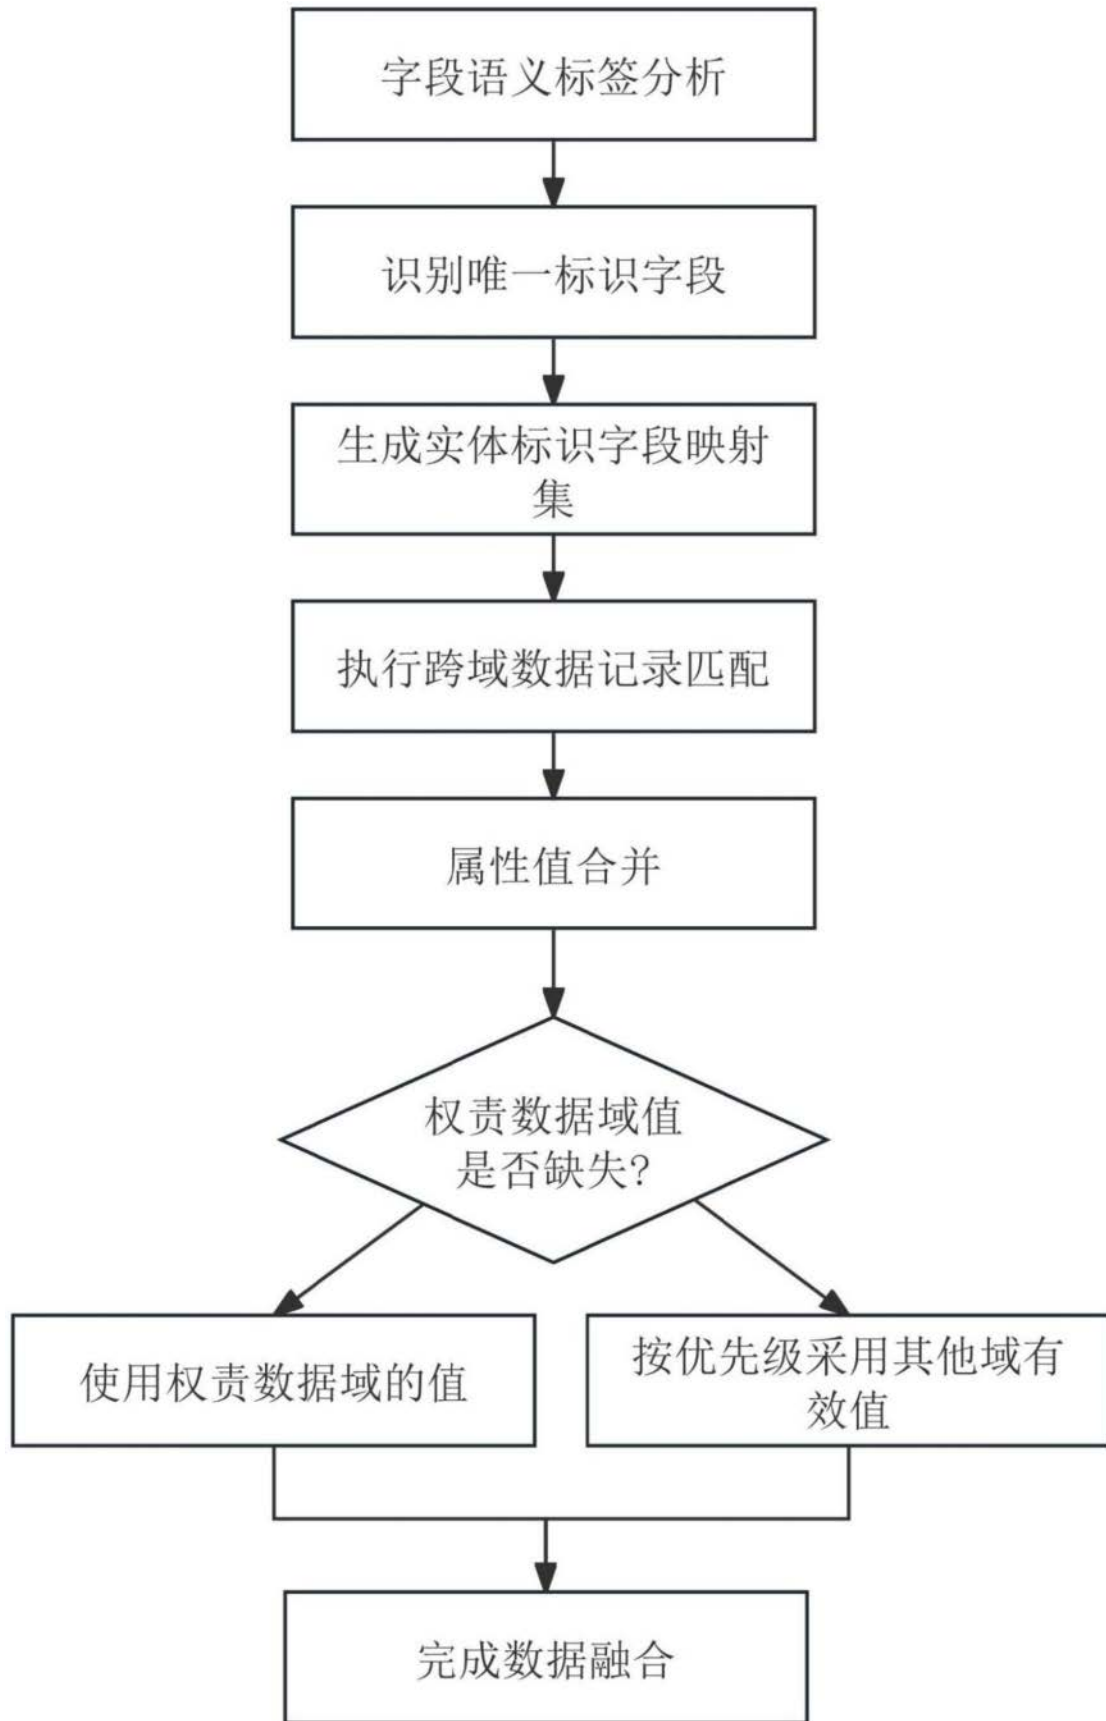 字段语义标签分析
识别唯一标识字段
生成实体标识字段映射
集
执行跨域数据记录匹配
属性值合并
权责数据域值
是否缺失?
使用权责数据域的值
按优先级采用其他域有
效值
完成数据融合